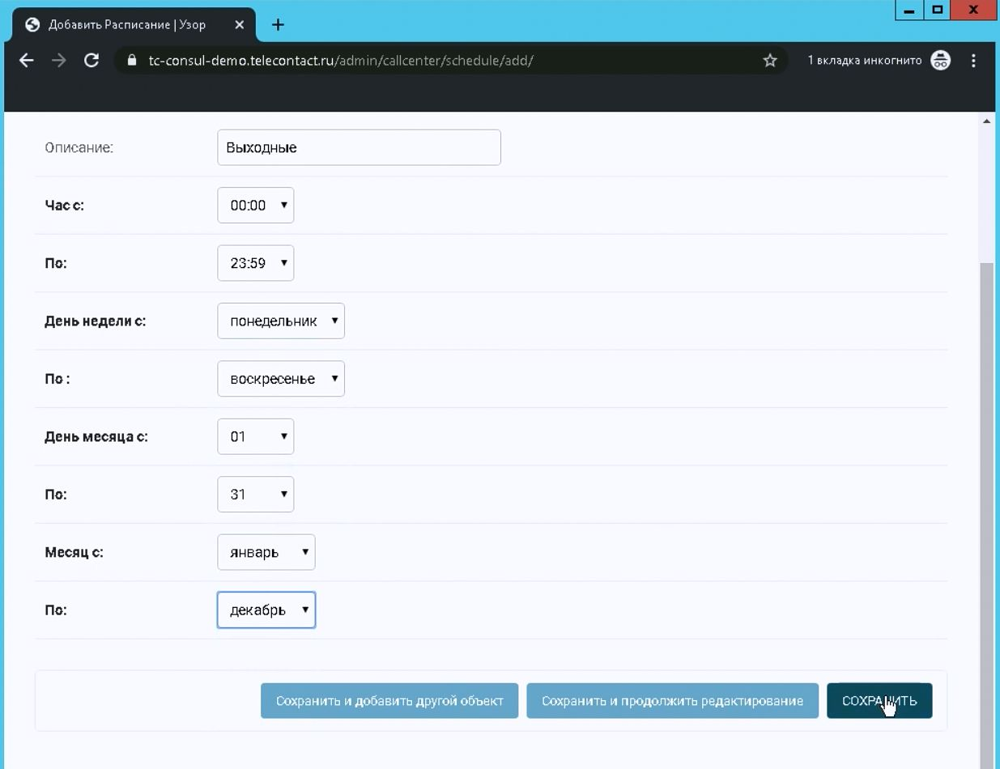 Добавить Расписание | Узор
tc-consul-demo.telecontact.ru/admin/callcenter/schedule/add/
1 вкладка инкогнито
Описание: Выходные
Час с: 00:00
По: 23:59
День недели с: понедельник
По : воскресенье
День месяца с: 01
По: 31
Месяц с: январь
По: декабрь
Сохранить и добавить другой объект Сохранить и продолжить редактирование СОХРАНИТЬ